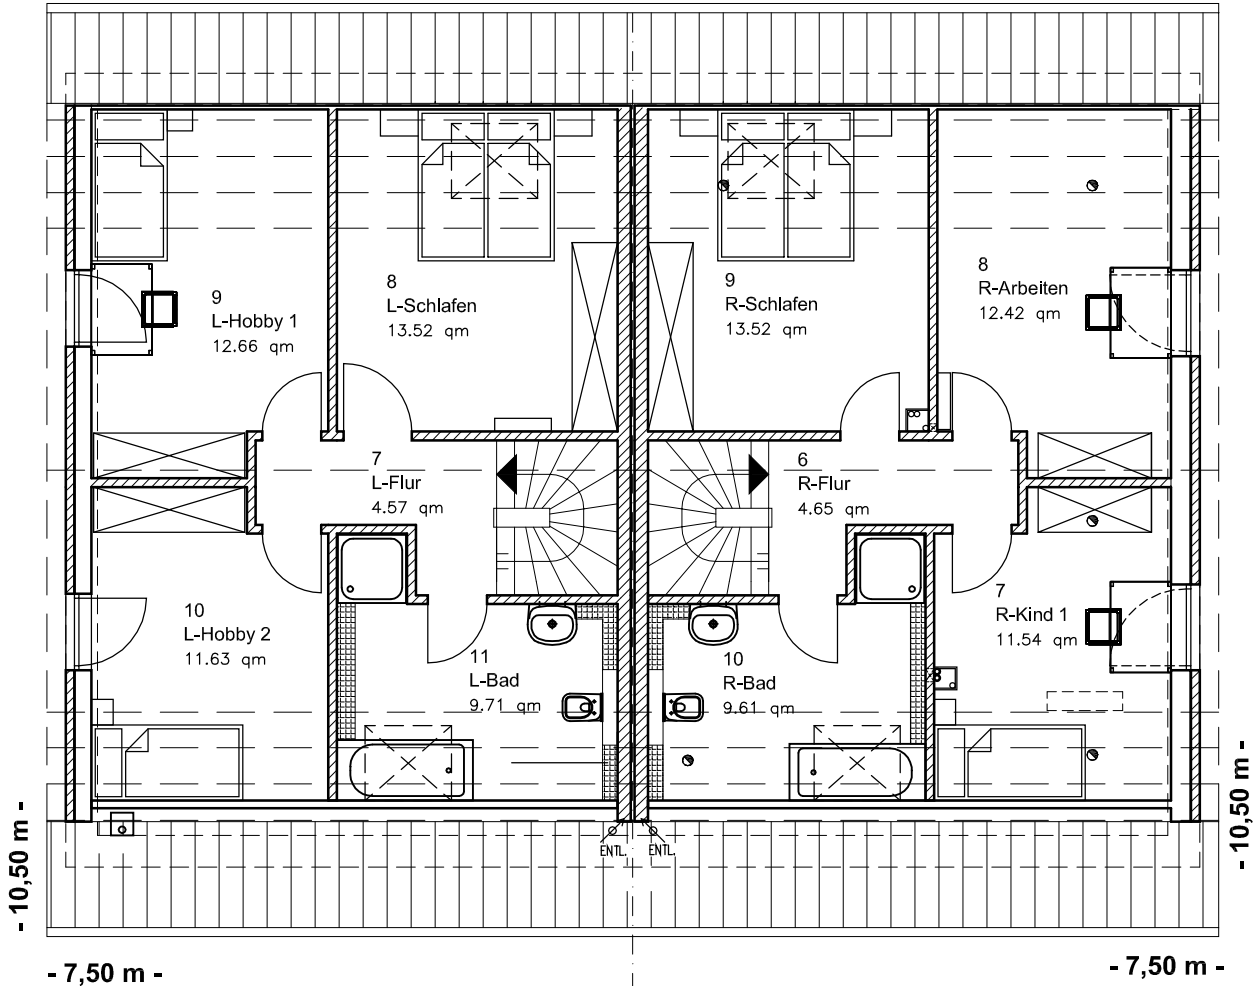 9
L-Hobby 1
12.66 qm
8
L-Schlafen
13.52 qm
9
R-Schlafen
13.52 qm
8
R-Arbeiten
12.42 qm
7
L-Flur
4.57 qm
6
R-Flur
4.65 qm
10
L-Hobby 2
11.63 qm
11
L-Bad
9.71 qm
10
R-Bad
9.61 qm
7
R-Kind 1
11.54 qm
ENTL.
ENTL.
- 10,50 m -
- 10,50 m -
- 7,50 m -
- 7,50 m -